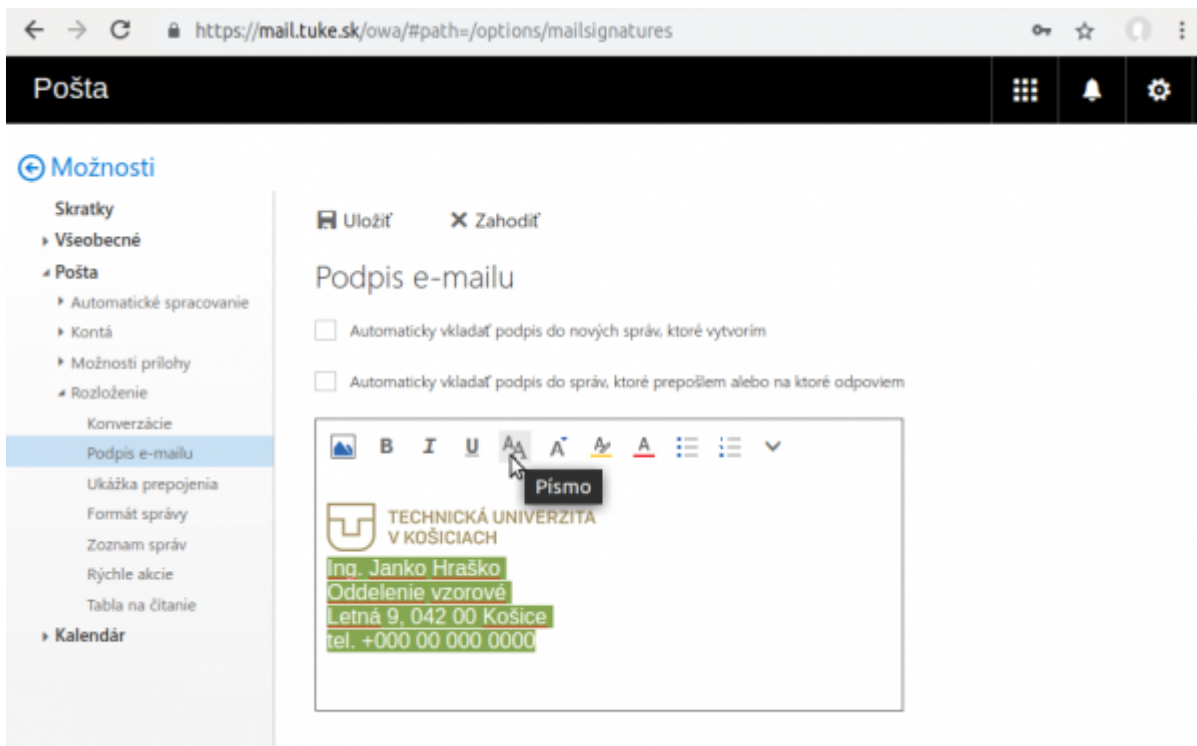 https://mail.tuke.sk/owa/#path=/options/mailsignatures
Pošta
Možnosti
Skratky
Všeobecné
Pošta
Automatické spracovanie
Kontá
Možnosti prílohy
Rozloženie
Konverzácie
Podpis e-mailu
Ukážka prepojenia
Formát správy
Zoznam správ
Rýchle akcie
Tabla na čítanie
Kalendár
Uložiť Zahodiť
Podpis e-mailu
Automaticky vkladať podpis do nových správ, ktoré vytvorím
Automaticky vkladať podpis do správ, ktoré prepošlem alebo na ktoré odpoviem
B I U AA A A A
Písmo
TECHNICKÁ UNIVERZITA
V KOŠICIACH
Ing. Janko Hraško
Oddelenie vzorové
Letná 9, 042 00 Košice
tel. +000 00 000 0000